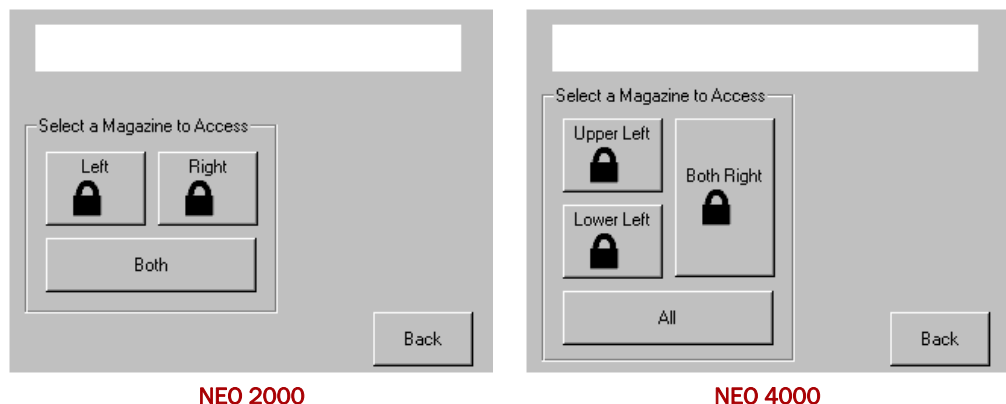 Select a Magazine to Access
Left
Right
Both
Back
NEO 2000
Select a Magazine to Access
Upper Left
Both Right
Lower Left
All
Back
NEO 4000